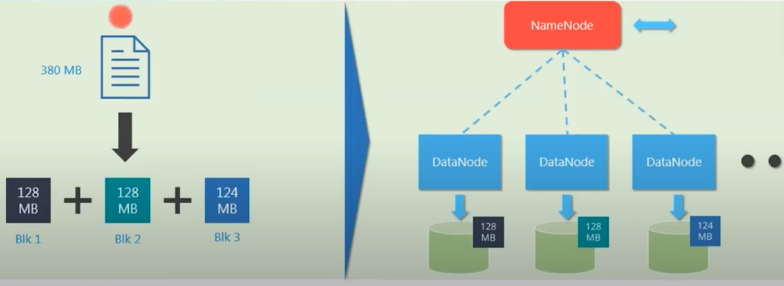 380 MB
128
MB
128
MB
124
MB
Blk 1
Blk 2
Blk 3
NameNode
DataNode
DataNode
DataNode
128
MB
128
MB
124
MB